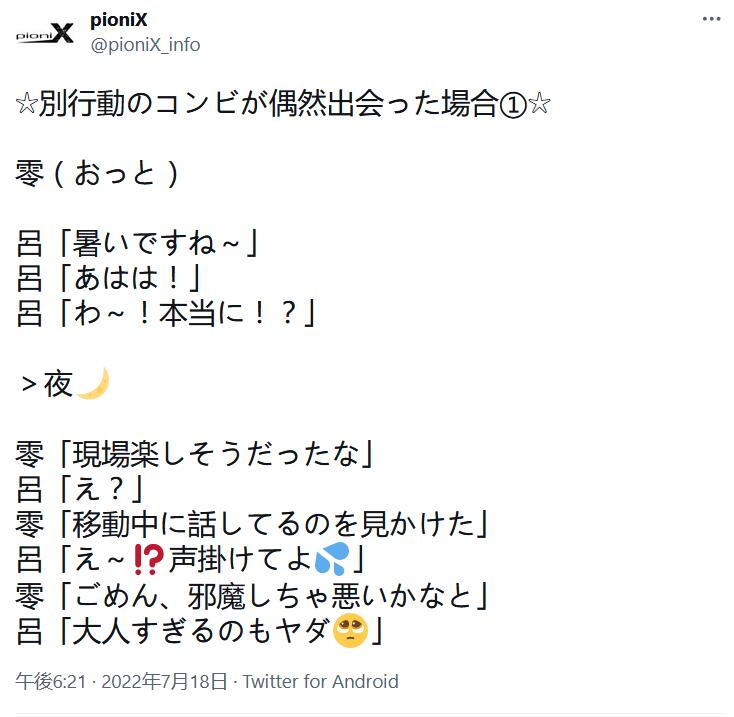 pioniX
pioniX
@pioniX_info
☆別行動のコンビが偶然出会った場合①☆
零（おっと）
呂「暑いですね～」
呂「あはは！」
呂「わ～！本当に！？」
＞夜🌙
零「現場楽しそうだったな」
呂「え？」
零「移動中に話してるのを見かけた」
呂「え～⁉️声掛けてよ💦」
零「ごめん、邪魔しちゃ悪いかなと」
呂「大人すぎるのもヤダ🥺」
午後6:21 · 2022年7月18日 · Twitter for Android